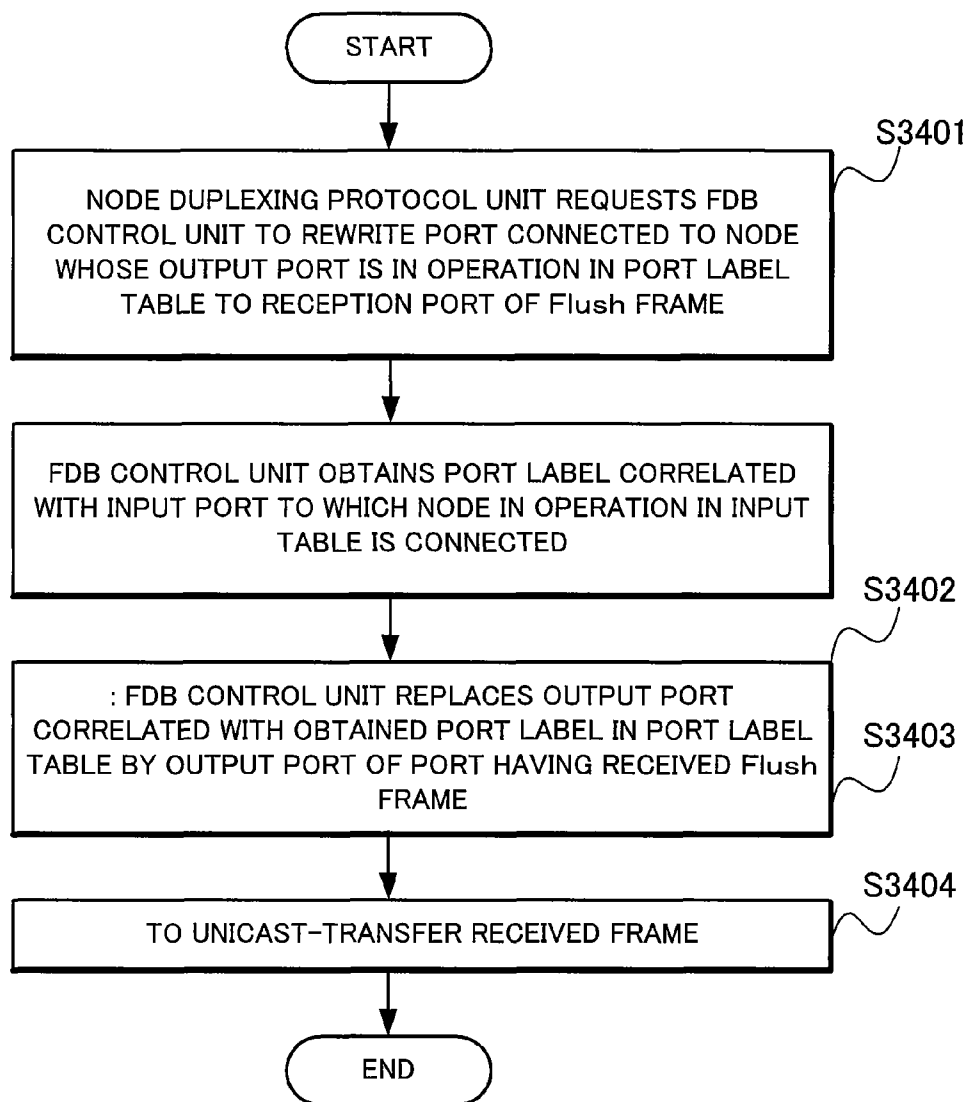 START
S3401
NODE DUPLEXING PROTOCOL UNIT REQUESTS FDB
CONTROL UNIT TO REWRITE PORT CONNECTED TO NODE
WHOSE OUTPUT PORT IS IN OPERATION IN PORT LABEL
TABLE TO RECEPTION PORT OF Flush FRAME
FDB CONTROL UNIT OBTAINS PORT LABEL CORRELATED
WITH INPUT PORT TO WHICH NODE IN OPERATION IN INPUT
TABLE IS CONNECTED
S3402
: FDB CONTROL UNIT REPLACES OUTPUT PORT
CORRELATED WITH OBTAINED PORT LABEL IN PORT LABEL
TABLE BY OUTPUT PORT OF PORT HAVING RECEIVED Flush
FRAME
S3403
S3404
TO UNICAST-TRANSFER RECEIVED FRAME
END